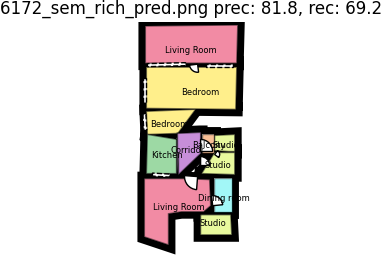 6172_sem_rich_pred.png prec: 81.8, rec: 69.2
Living Room
Bedroom
Bedroom
Corridor
Balcony
Studio
Kitchen
Studio
Dining room
Living Room
Studio